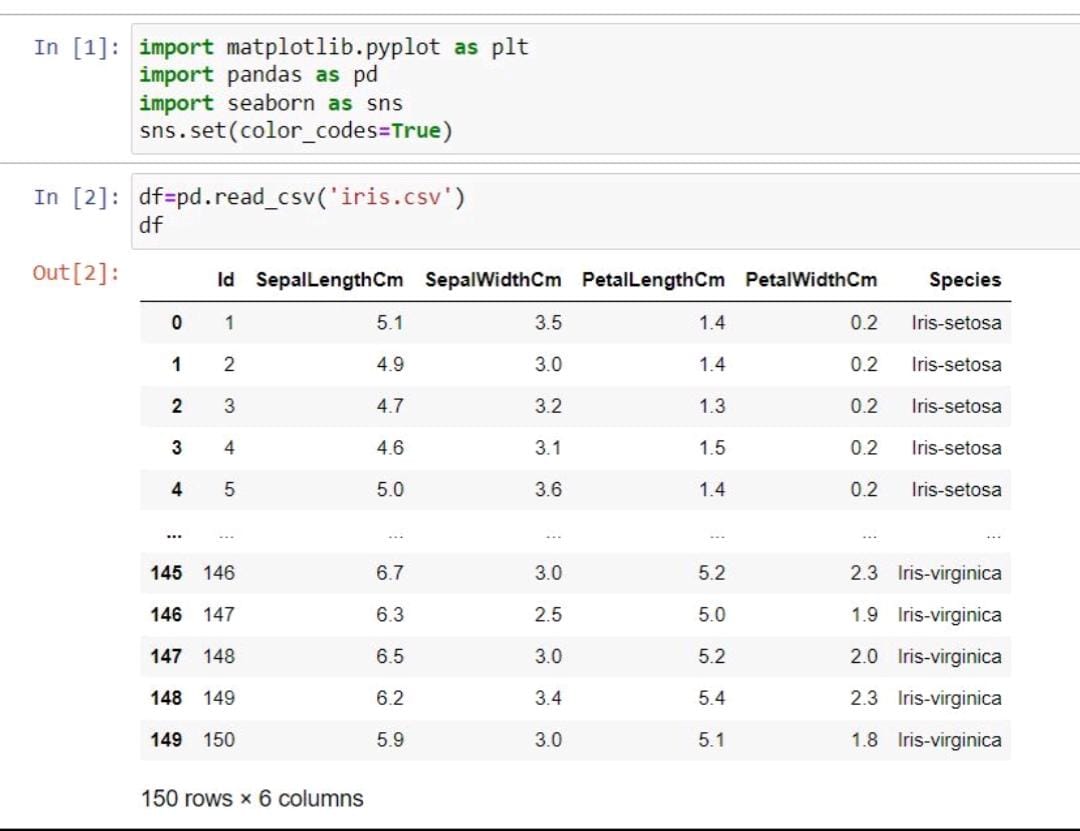 In [1]: import matplotlib.pyplot as plt
import pandas as pd
import seaborn as sns
sns.set(color_codes=True)
In [2]: df=pd.read_csv('iris.csv')
df
Out[2]:
Id SepalLengthCm SepalWidthCm PetalLengthCm PetalWidthCm Species
0 1 5.1 3.5 1.4 0.2 Iris-setosa
1 2 4.9 3.0 1.4 0.2 Iris-setosa
2 3 4.7 3.2 1.3 0.2 Iris-setosa
3 4 4.6 3.1 1.5 0.2 Iris-setosa
4 5 5.0 3.6 1.4 0.2 Iris-setosa
... ... ... ... ... ... ...
145 146 6.7 3.0 5.2 2.3 Iris-virginica
146 147 6.3 2.5 5.0 1.9 Iris-virginica
147 148 6.5 3.0 5.2 2.0 Iris-virginica
148 149 6.2 3.4 5.4 2.3 Iris-virginica
149 150 5.9 3.0 5.1 1.8 Iris-virginica
150 rows × 6 columns